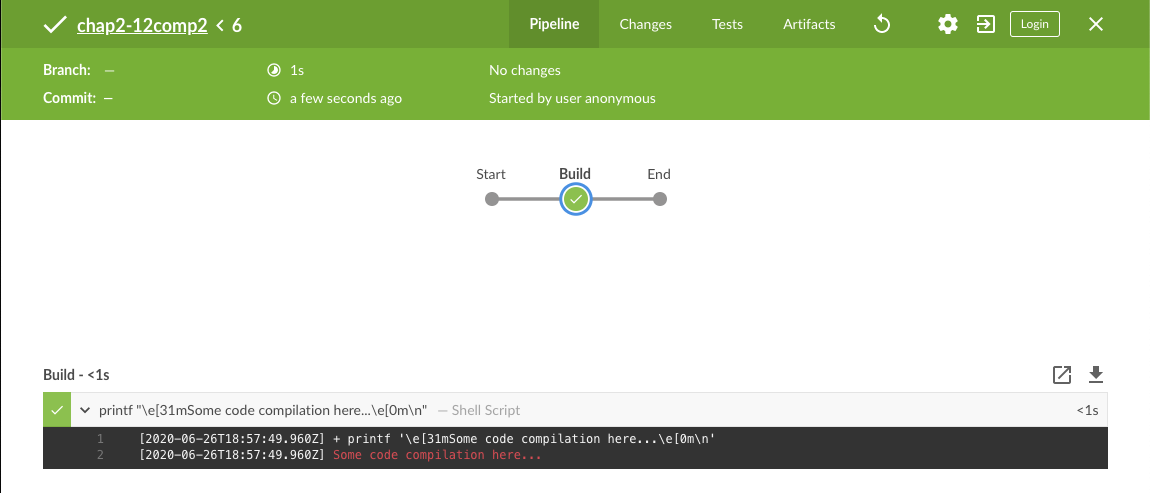 chap2-12comp2 < 6 Pipeline Changes Tests Artifacts Login
Branch: — 1s No changes
Commit: — a few seconds ago Started by user anonymous
Start Build End
Build - <1s
printf "\e[31mSome code compilation here...\e[0m\n" — Shell Script <1s
1 [2020-06-26T18:57:49.960Z] + printf '\e[31mSome code compilation here...\e[0m\n'
2 [2020-06-26T18:57:49.960Z] Some code compilation here...